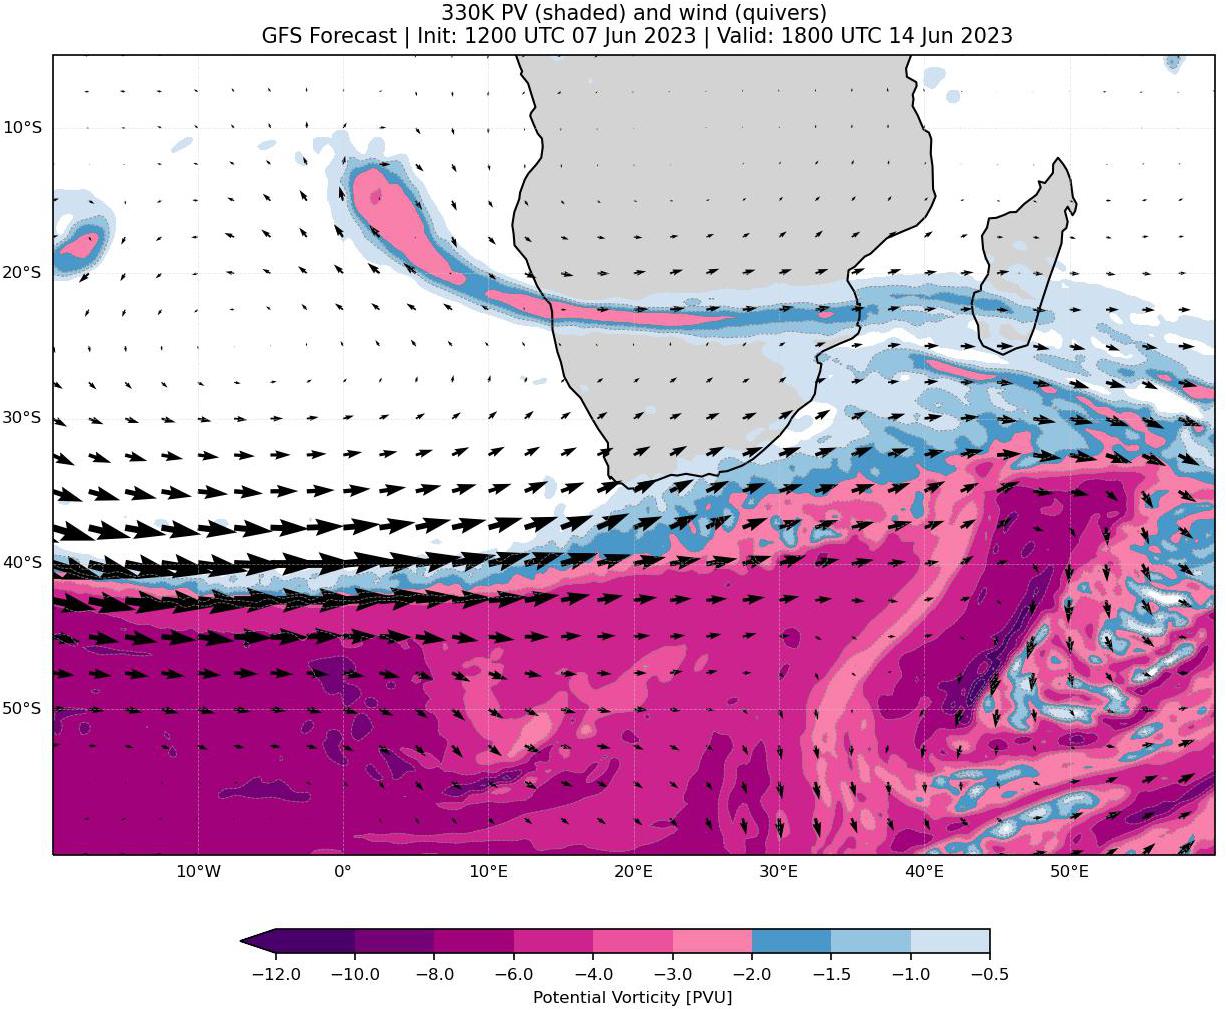 330K PV (shaded) and wind (quivers)
GFS Forecast | Init: 1200 UTC 07 Jun 2023 | Valid: 1800 UTC 14 Jun 2023
10°S
20°S
30°S
40°S
50°S
10°W 0° 10°E 20°E 30°E 40°E 50°E
−12.0 −10.0 −8.0 −6.0 −4.0 −3.0 −2.0 −1.5 −1.0 −0.5
Potential Vorticity [PVU]